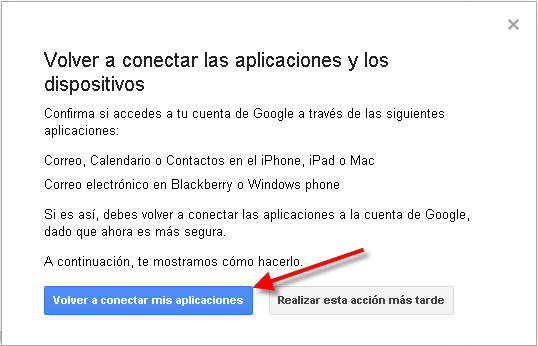 Volver a conectar las aplicaciones y los
dispositivos
Confirma si accedes a tu cuenta de Google a través de las siguientes
aplicaciones:
Correo, Calendario o Contactos en el iPhone, iPad o Mac
Correo electrónico en Blackberry o Windows phone
Si es así, debes volver a conectar las aplicaciones a la cuenta de Google,
dado que ahora es más segura.
A continuación, te mostramos cómo hacerlo.
Volver a conectar mis aplicaciones
Realizar esta acción más tarde